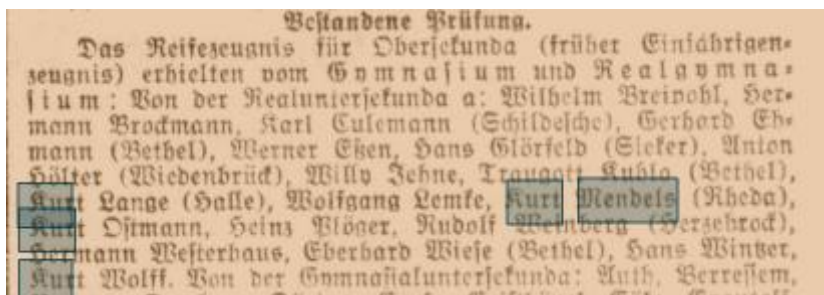 Bestandene Prüfung.
Das Reifezeugnis für Obersekunda (früher Einjährigen-
zeugnis) erhielten vom Gymnasium und Realgymna-
sium: Von der Realuntersekunda a: Wilhelm Breipohl, Her-
mann Brockmann, Karl Culemann (Schildesche), Gerhard Eh-
mann (Bethel), Werner Eßen, Hans Glörfeld (Sieker), Anton
Hölter (Wiedenbrück), Willy Jehne, Traugott Kuhlo (Bethel),
Kurt Lange (Halle), Wolfgang Lemke, Kurt Mendels (Rheda),
Kurt Ostmann, Heinz Plöger, Rudolf Weinberg (Herzebrock),
Hermann Westerhaus, Eberhard Wiese (Bethel), Hans Wintzer,
Kurt Wolff. Von der Gymnasialuntersekunda: Auth, Berressem,